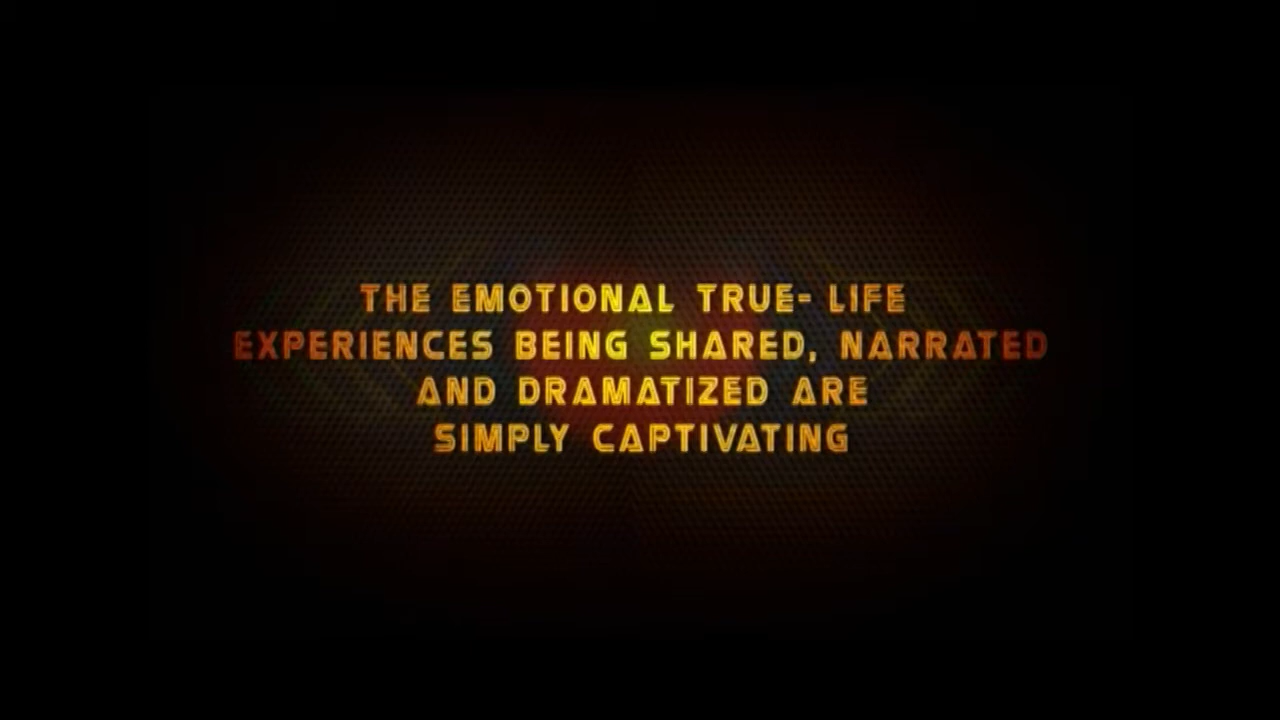 THE EMOTIONAL TRUE- LIFE
EXPERIENCES BEING SHARED, NARRATED
AND DRAMATIZED ARE
SIMPLY CAPTIVATING